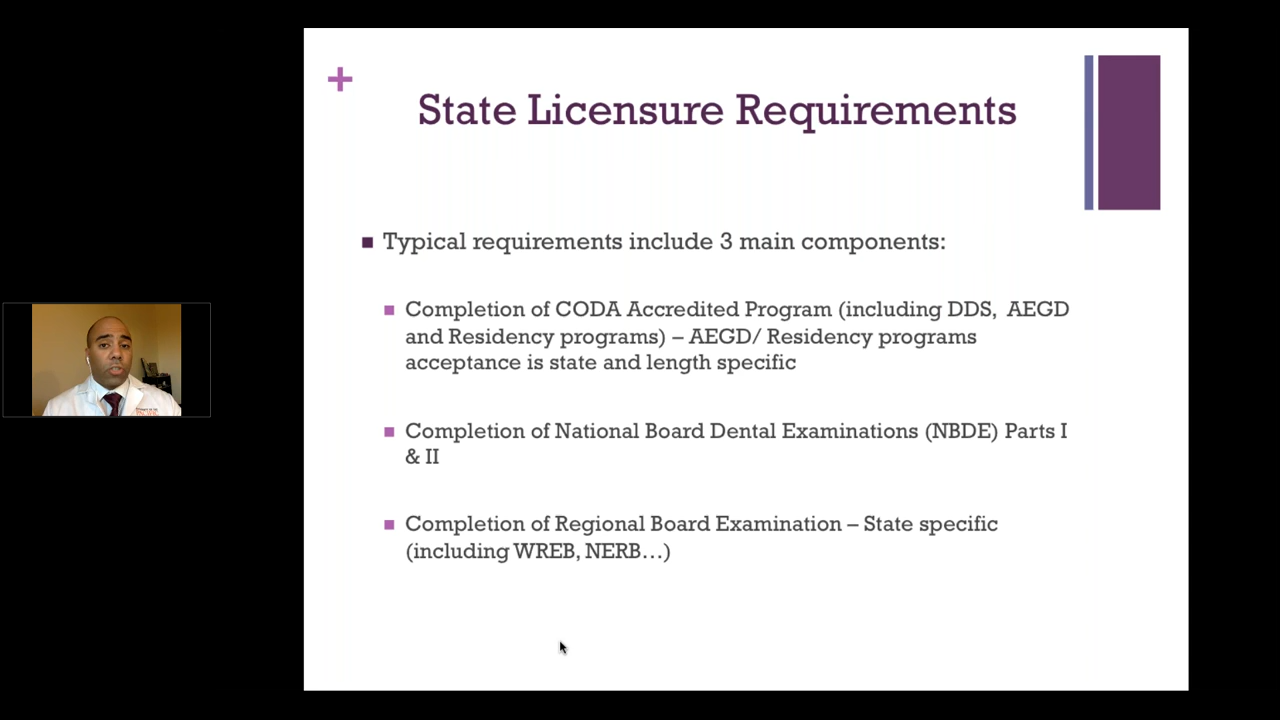 State Licensure Requirements
Typical requirements include 3 main components:
Completion of CODA Accredited Program (including DDS, AEGD
and Residency programs) – AEGD/ Residency programs
acceptance is state and length specific
Completion of National Board Dental Examinations (NBDE) Parts I
& II
Completion of Regional Board Examination – State specific
(including WREB, NERB...)